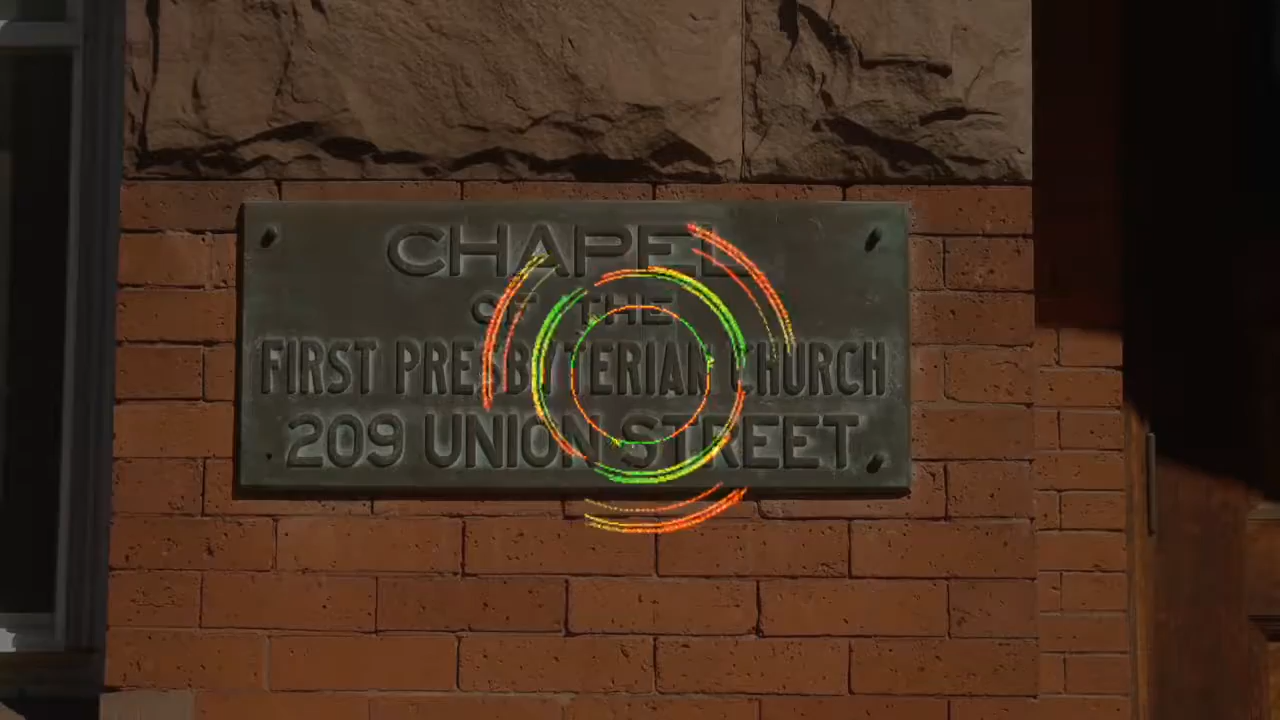 CHAPEL
OF THE
FIRST PRESBYTERIAN CHURCH
209 UNION STREET